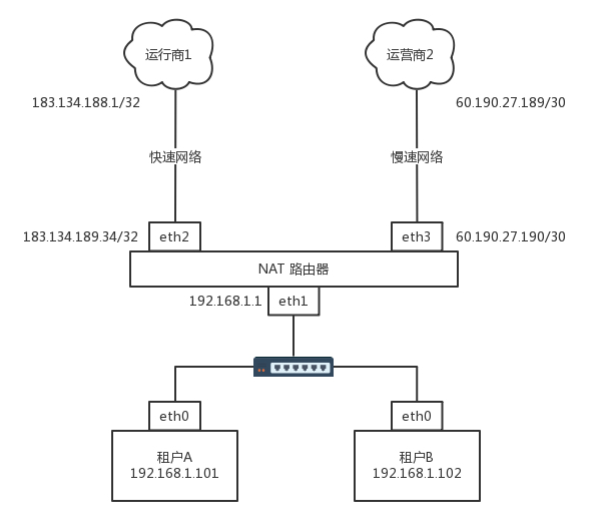 运行商1
运营商2
183.134.188.1/32
60.190.27.189/30
快速网络
慢速网络
183.134.189.34/32
eth2
eth3
60.190.27.190/30
NAT 路由器
192.168.1.1
eth1
eth0
eth0
租户A
192.168.1.101
租户B
192.168.1.102